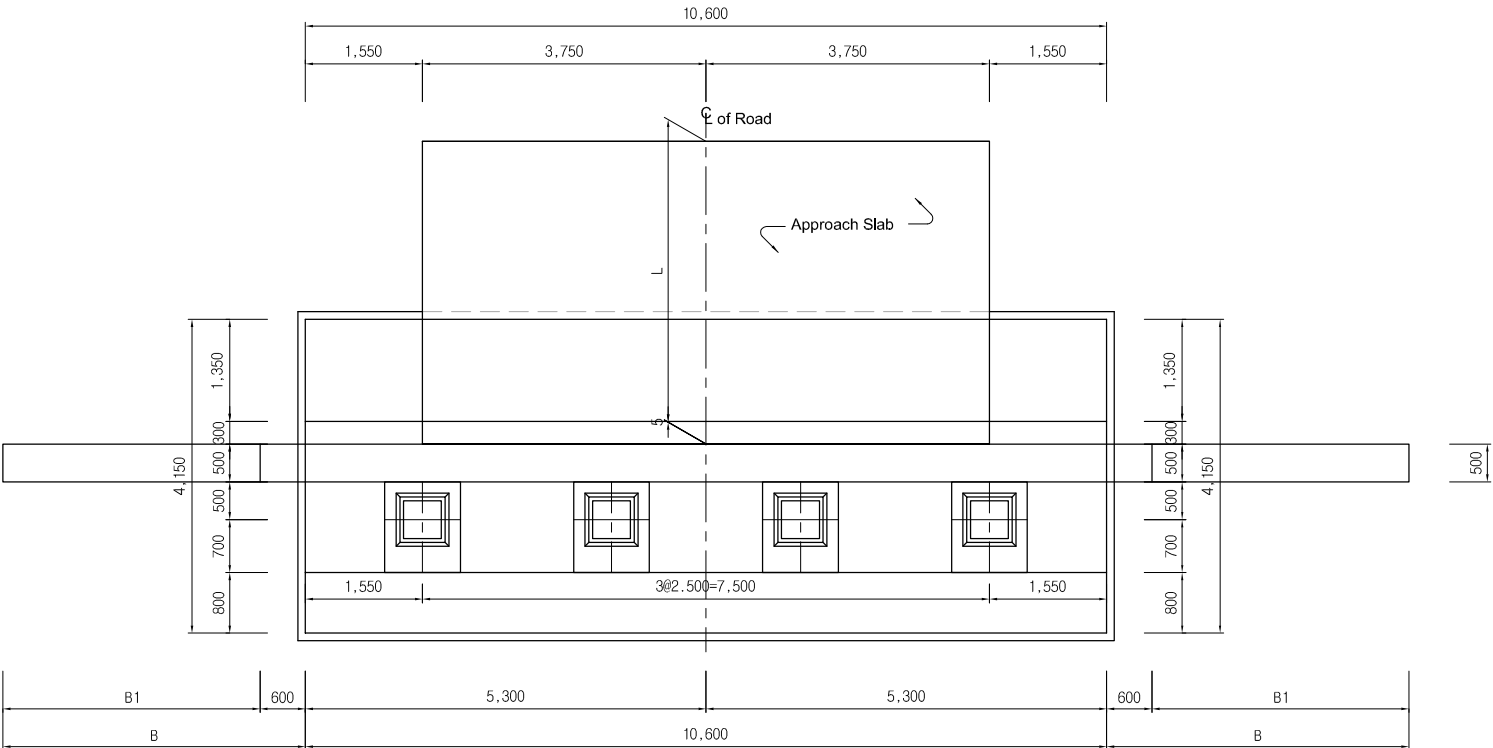 10,600
1,550 3,750 3,750 1,550
℄ of Road
Approach Slab
L
1,350 1,350
5
300 300
4,150 500 500 4,150 500
500 500
700 700
1,550 3@2.500=7,500 1,550
800 800
B1 600 5,300 5,300 600 B1
B 10,600 B